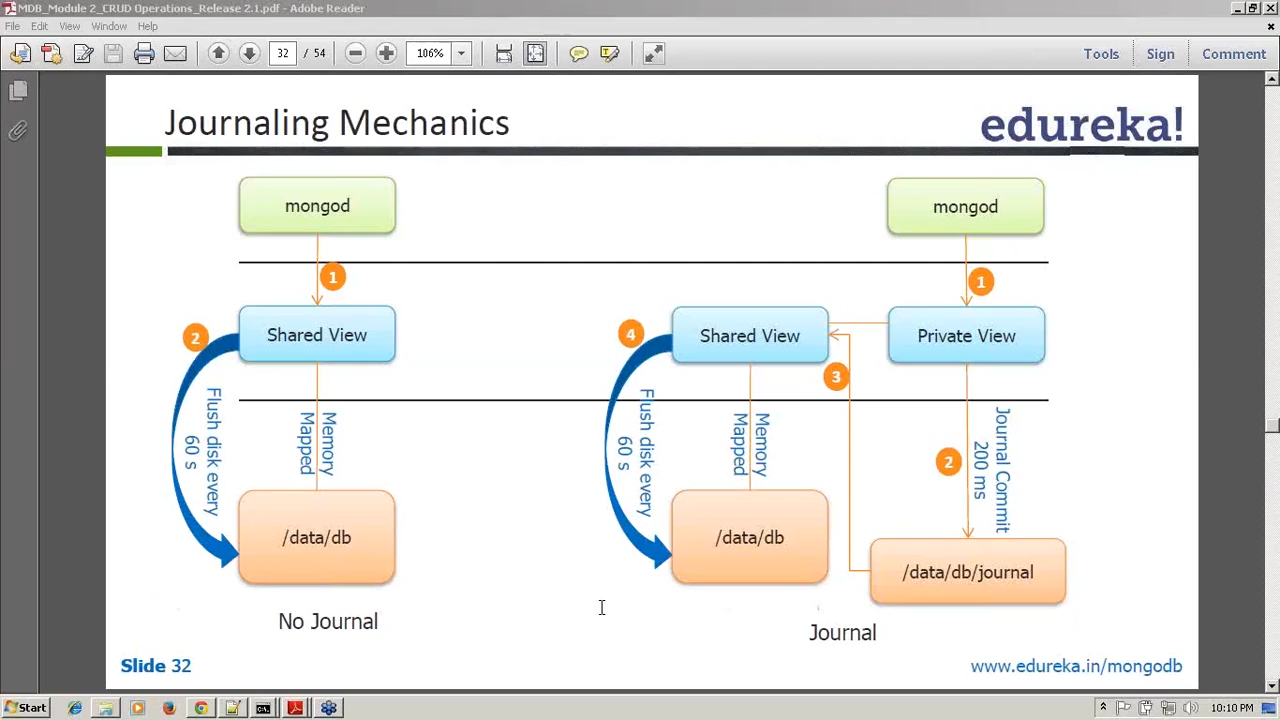 MDB_Module 2_CRUD Operations_Release 2.1.pdf - Adobe Reader
File Edit View Window Help
32 / 54 106% Tools Sign Comment
Journaling Mechanics
edureka!
mongod
mongod
1
1
Shared View
Shared View
Private View
2
4
3
Flush disk every
60 s
Memory
Mapped
Flush disk every
60 s
Memory
Mapped
2
Journal Commit
200 ms
/data/db
/data/db
/data/db/journal
No Journal
Journal
Slide 32
www.edureka.in/mongodb
Start
10:10 PM